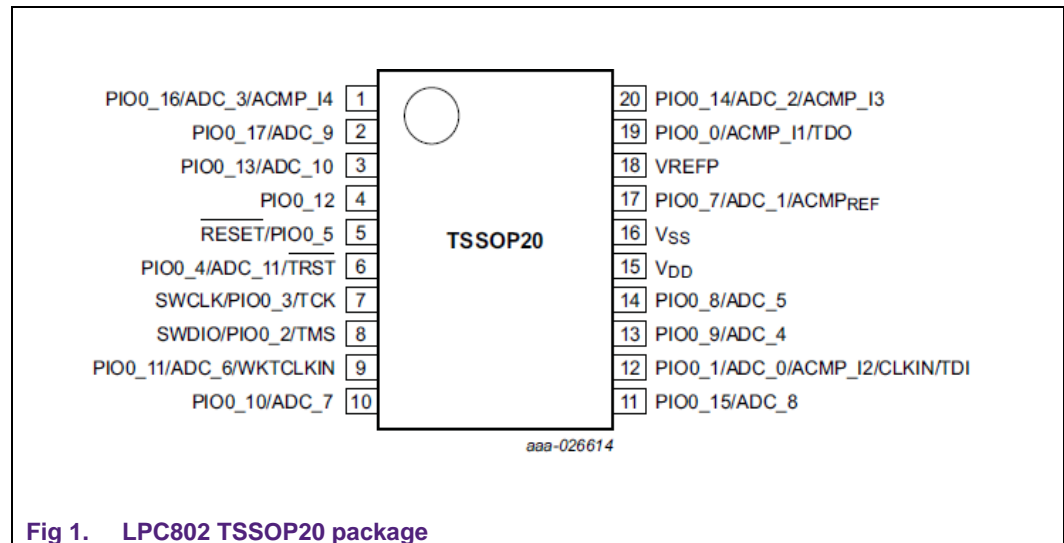 PIO0_16/ADC_3/ACMP_I4 1
PIO0_17/ADC_9 2
PIO0_13/ADC_10 3
PIO0_12 4
RESET/PIO0_5 5
PIO0_4/ADC_11/TRST 6
SWCLK/PIO0_3/TCK 7
SWDIO/PIO0_2/TMS 8
PIO0_11/ADC_6/WKTCLKIN 9
PIO0_10/ADC_7 10
TSSOP20
20 PIO0_14/ADC_2/ACMP_I3
19 PIO0_0/ACMP_I1/TDO
18 VREFP
17 PIO0_7/ADC_1/ACMPREF
16 VSS
15 VDD
14 PIO0_8/ADC_5
13 PIO0_9/ADC_4
12 PIO0_1/ADC_0/ACMP_I2/CLKIN/TDI
11 PIO0_15/ADC_8
aaa-026614
Fig 1. LPC802 TSSOP20 package